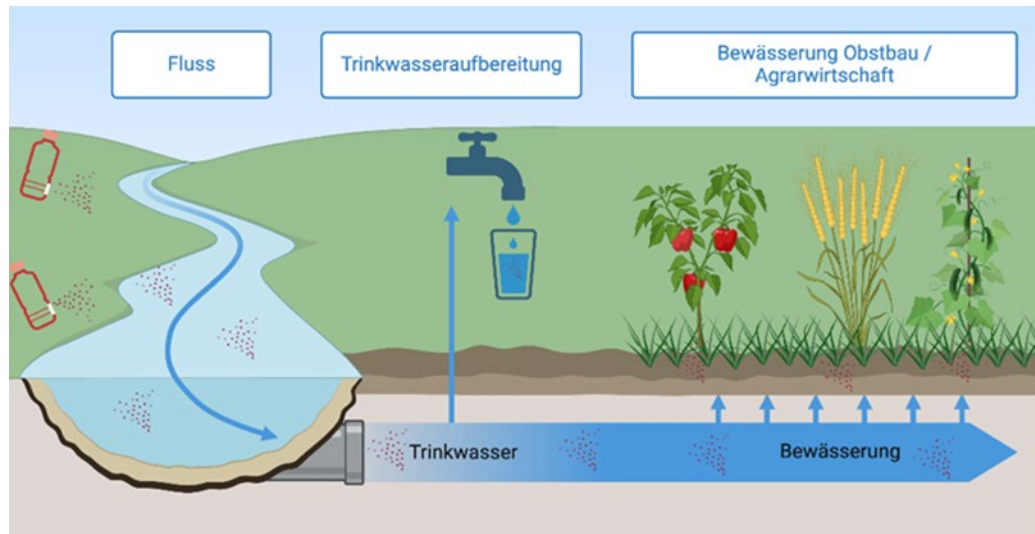 Fluss
Trinkwasseraufbereitung
Bewässerung Obstbau /
Agrarwirtschaft
Trinkwasser
Bewässerung